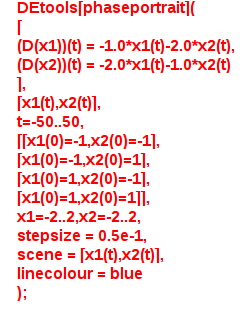 DEtools[phaseportrait](
[
(D(x1))(t) = -1.0*x1(t)-2.0*x2(t),
(D(x2))(t) = -2.0*x1(t)-1.0*x2(t)
],
[x1(t),x2(t)],
t=-50..50,
[[x1(0)=-1,x2(0)=-1],
[x1(0)=-1,x2(0)=1],
[x1(0)=1,x2(0)=-1],
[x1(0)=1,x2(0)=1]],
x1=-2..2,x2=-2..2,
stepsize = 0.5e-1,
scene = [x1(t),x2(t)],
linecolour = blue
);